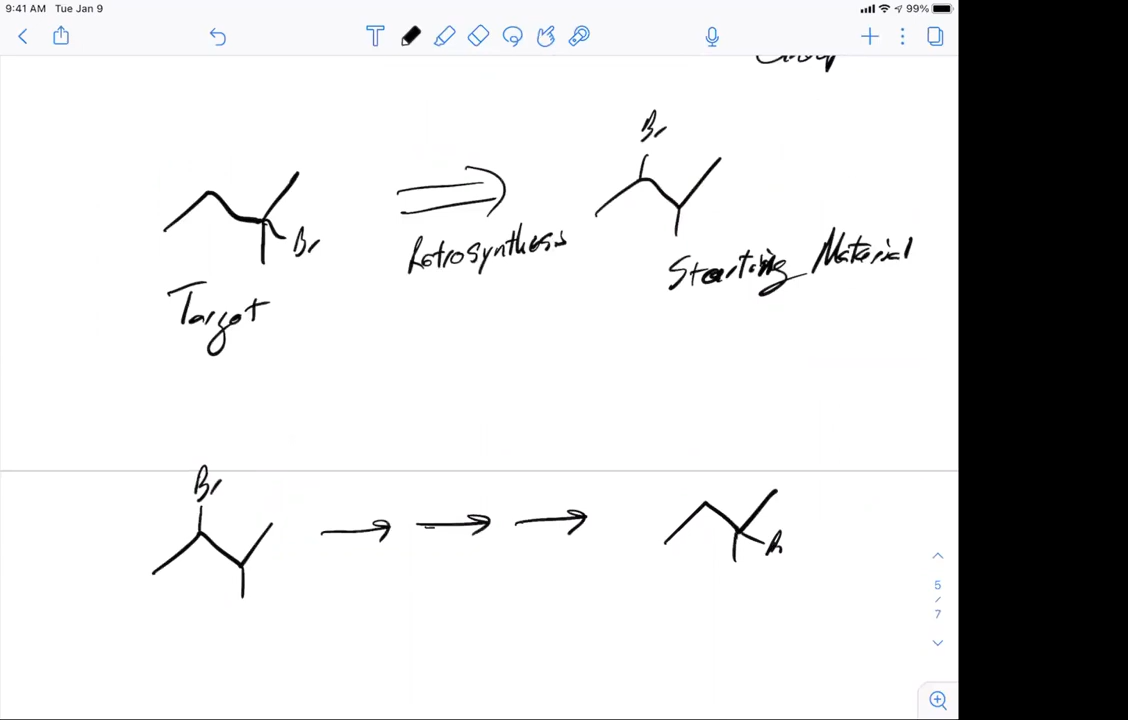 9:41 AM Tue Jan 9
99%
Br
Br
Retrosynthesis
Starting Material
Target
5
/
7
Br